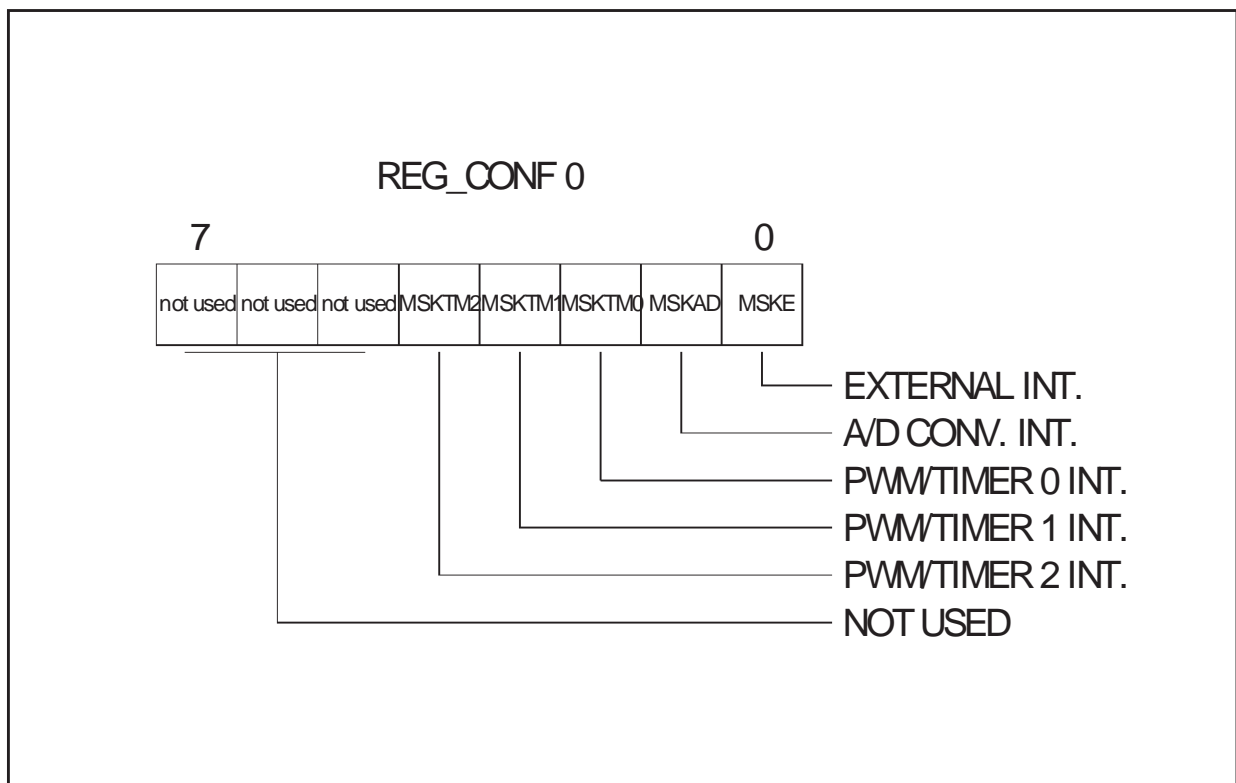 REG_CONF 0
7 0
not used not used not used MSKTM2 MSKTM1 MSKTM0 MSKAD MSKE
EXTERNAL INT.
A/D CONV. INT.
PWM/TIMER 0 INT.
PWM/TIMER 1 INT.
PWM/TIMER 2 INT.
NOT USED